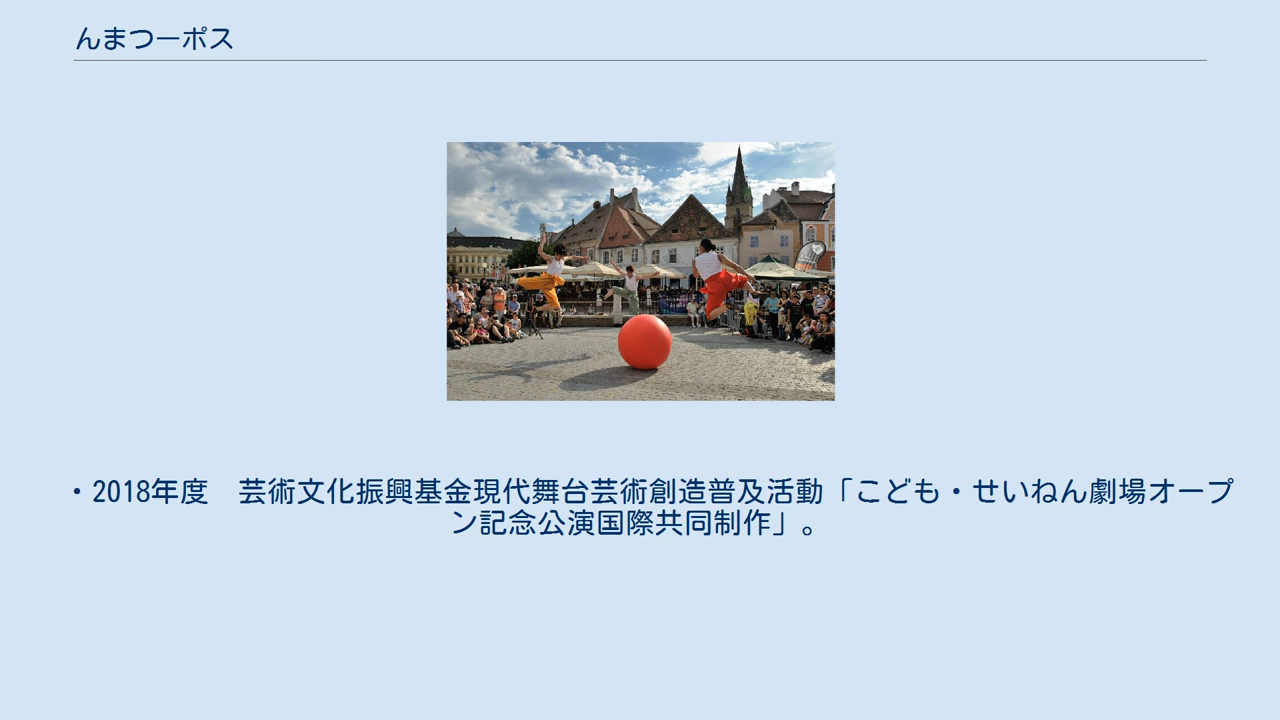 んまつーポス
・2018年度　芸術文化振興基金現代舞台芸術創造普及活動「こども・せいねん劇場オープ
ン記念公演国際共同制作」。